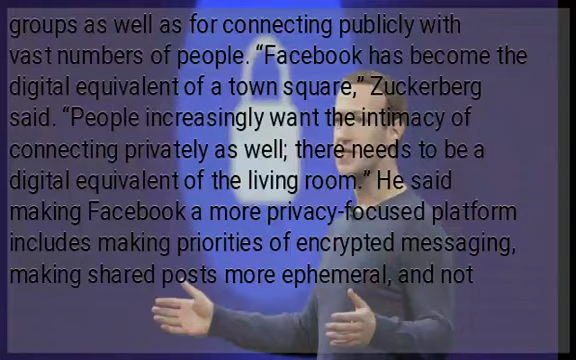 groups as well as for connecting publicly with
vast numbers of people. “Facebook has become the
digital equivalent of a town square,” Zuckerberg
said. “People increasingly want the intimacy of
connecting privately as well; there needs to be a
digital equivalent of the living room.” He said
making Facebook a more privacy-focused platform
includes making priorities of encrypted messaging,
making shared posts more ephemeral, and not